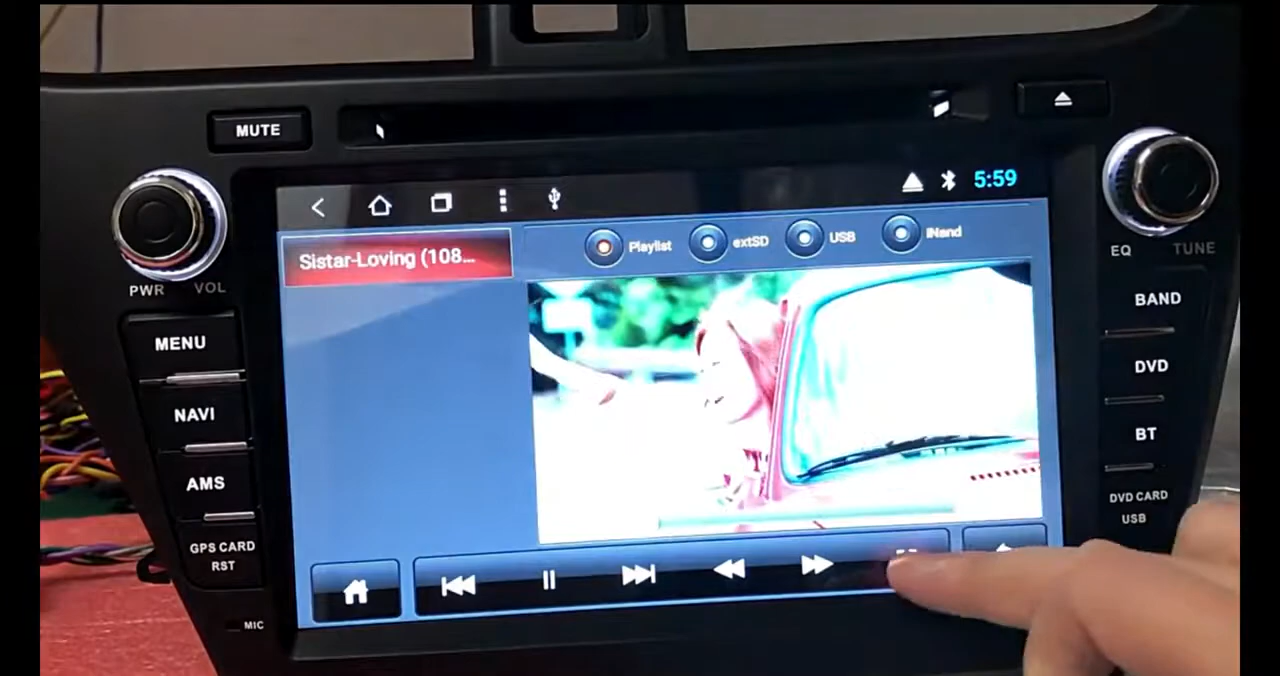 MUTE
5:59
PWR VOL
EQ TUNE
Sistar-Loving (108...
Playlist
extSD
USB
INand
MENU
NAVI
AMS
GPS CARD
RST
MIC
BAND
DVD
BT
DVD CARD
USB